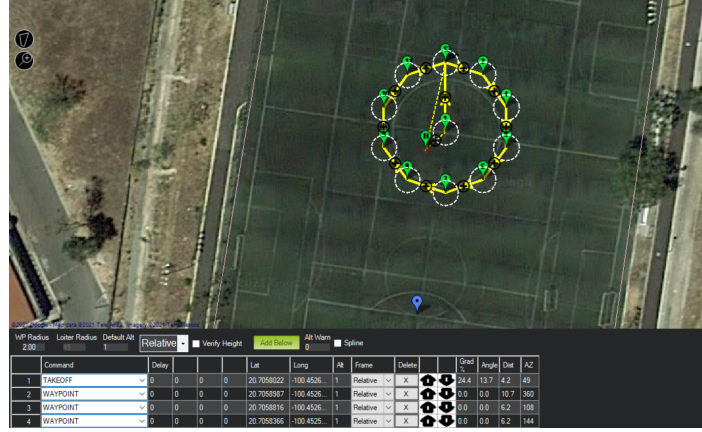 WP Radius Loiter Radius Default Alt Alt Warn
2.00 1 Relative Verify Height Add Below 0 Spline
Command Delay Lat Long Alt Frame Delete Grad % Angle Dist AZ
1 TAKEOFF 0 0 0 0 20.7058022 -100.4526... 1 Relative X 24.4 13.7 4.2 49
2 WAYPOINT 0 0 0 0 20.7058987 -100.4526... 1 Relative X 0.0 0.0 10.7 360
3 WAYPOINT 0 0 0 0 20.7058816 -100.4525... 1 Relative X 0.0 0.0 6.2 108
4 WAYPOINT 0 0 0 0 20.7058366 -100.4525... 1 Relative X 0.0 0.0 6.2 144